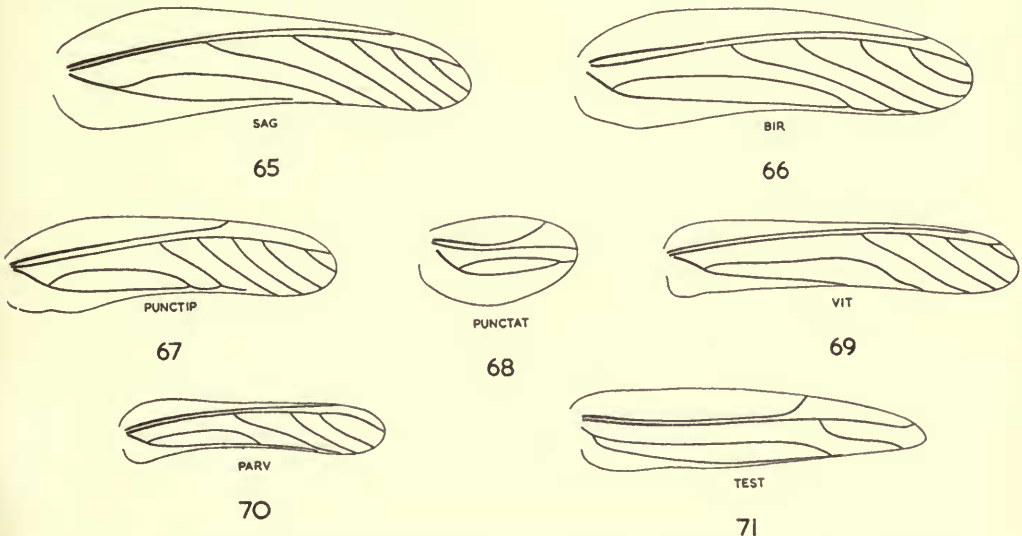 SAG
65
BIR
66
PUNCTIP
67
PUNCTAT
68
VIT
69
PARV
70
TEST
71